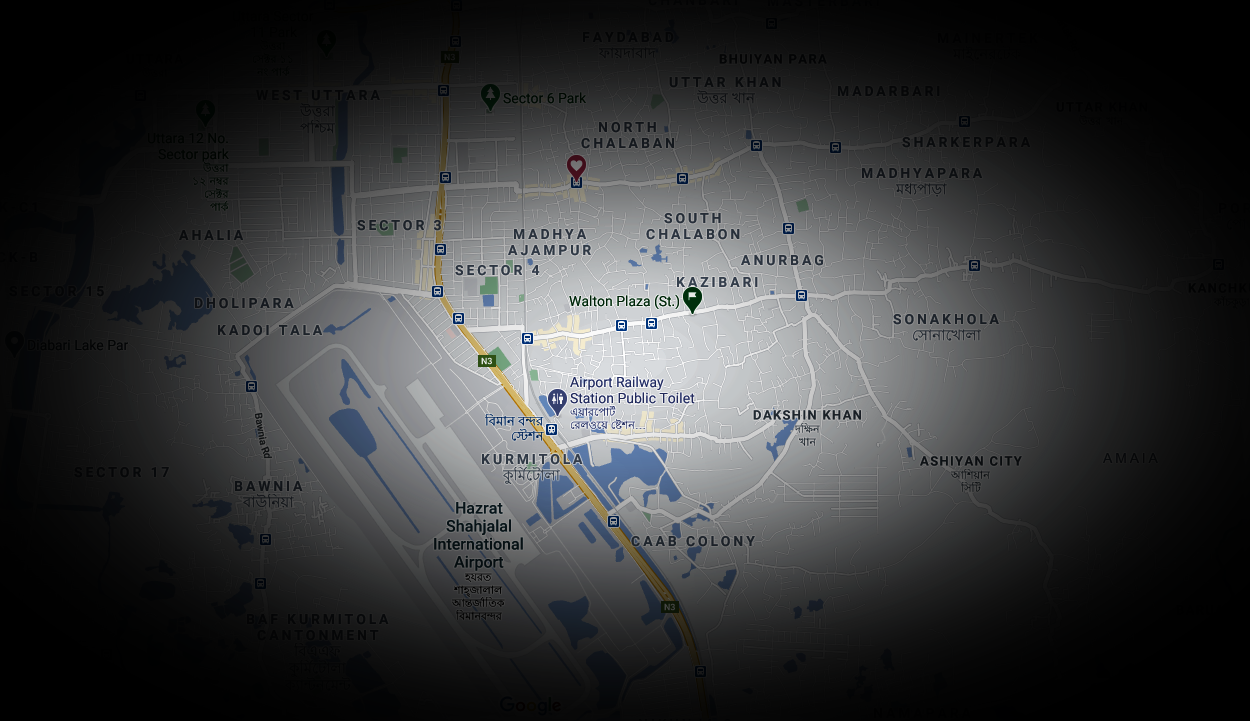 FAYDABAD
ফায়দাবাদ
BHUIYAN PARA
UTTAR KHAN
উত্তর খান
MADARBARI
WEST UTTARA
উত্তরা
পশ্চিম
Sector 6 Park
Uttara 12 No.
Sector park
উত্তরা
১২ নম্বর
সেক্টর
পার্ক
NORTH
CHALABAN
SHARKERPARA
MADHYAPARA
মধ্যপাড়া
SECTOR 3
AHALIA
MADHYA
AJAMPUR
SOUTH
CHALABON
ANURBAG
SECTOR 4
KAZIBARI
SECTOR 15
DHOLIPARA
Walton Plaza (St.)
KADOI TALA
SONAKHOLA
সোনাখোলা
N3
Labari Lake Par
Airport Railway
Station Public Toilet
এয়ারপোর্ট
রেলওয়ে ষ্টেশন...
বিমান বন্দর
স্টেশন
Bawnia Rd
DAKSHIN KHAN
দক্ষিন
খান
KURMITOLA
কুর্মিটোলা
ASHIYAN CITY
আশিয়ান
সিটি
AMAIA
SECTOR 17
BAWNIA
বাউনিয়া
Hazrat
Shahjalal
International
Airport
হযরত
শাহজালাল
আন্তর্জাতিক
বিমানবন্দর
CAAB COLONY
N3
BAF KURMITOLA
CANTONMENT
Google